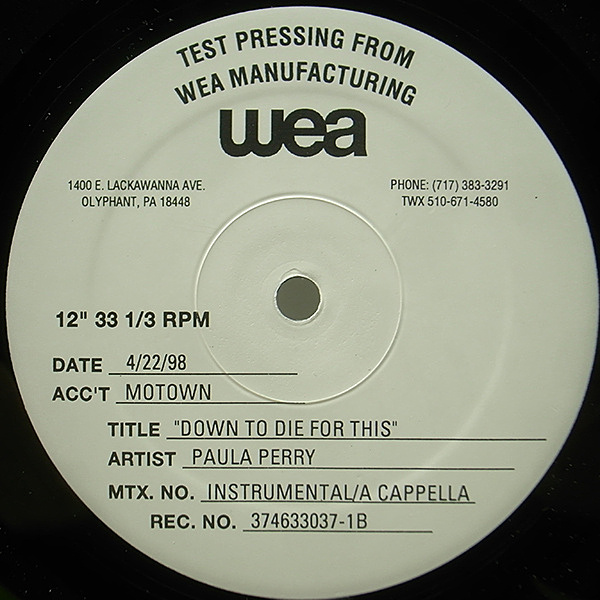 TEST PRESSING FROM
WEA MANUFACTURING
wea
1400 E. LACKAWANNA AVE.
OLYPHANT, PA 18448
PHONE: (717) 383-3291
TWX 510-671-4580
12" 33 1/3 RPM
DATE 4/22/98
ACC'T MOTOWN
TITLE "DOWN TO DIE FOR THIS"
ARTIST PAULA PERRY
MTX. NO. INSTRUMENTAL/A CAPPELLA
REC. NO. 374633037-1B